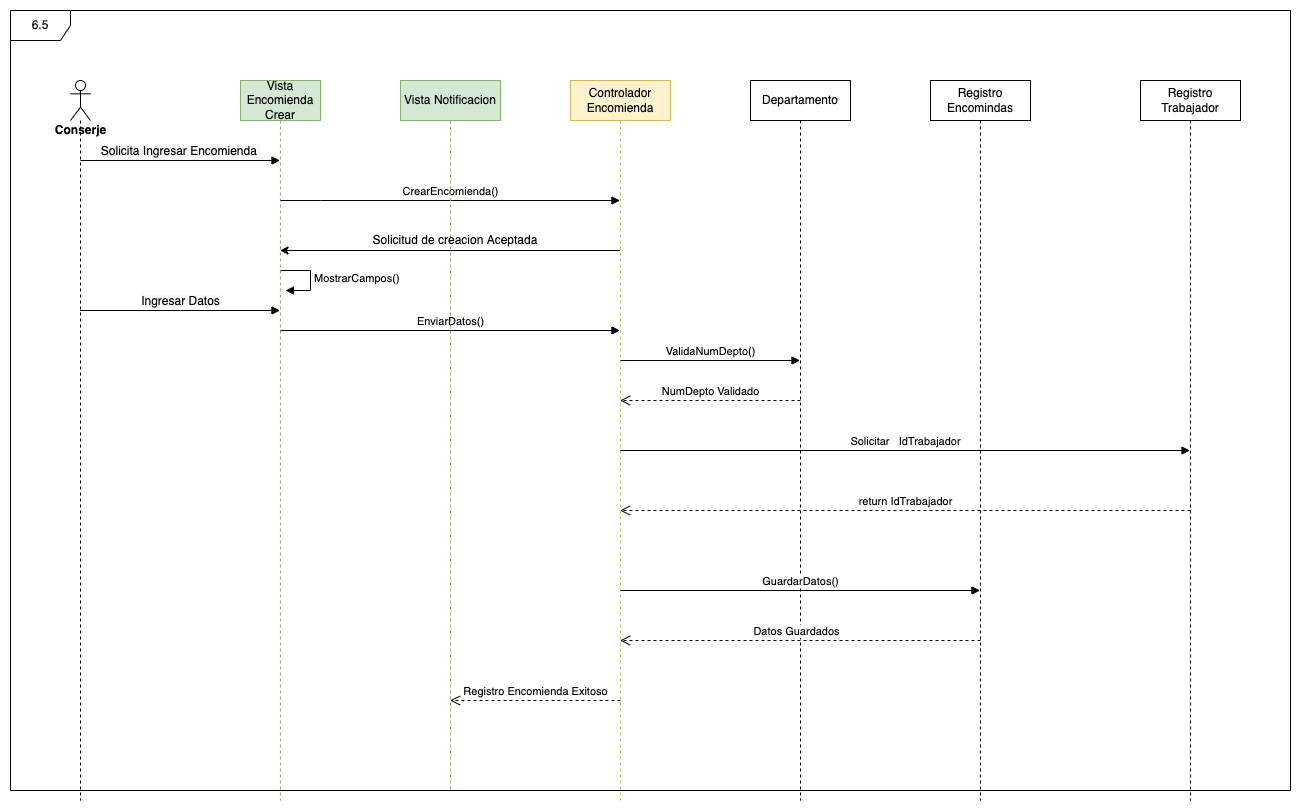 6.5
Conserje
Vista
Encomienda
Crear
Vista Notificacion
Controlador
Encomienda
Departamento
Registro
Encomindas
Registro
Trabajador
Solicita Ingresar Encomienda
CrearEncomienda()
Solicitud de creacion Aceptada
MostrarCampos()
Ingresar Datos
EnviarDatos()
ValidaNumDepto()
NumDepto Validado
Solicitar IdTrabajador
return IdTrabajador
GuardarDatos()
Datos Guardados
Registro Encomienda Exitoso